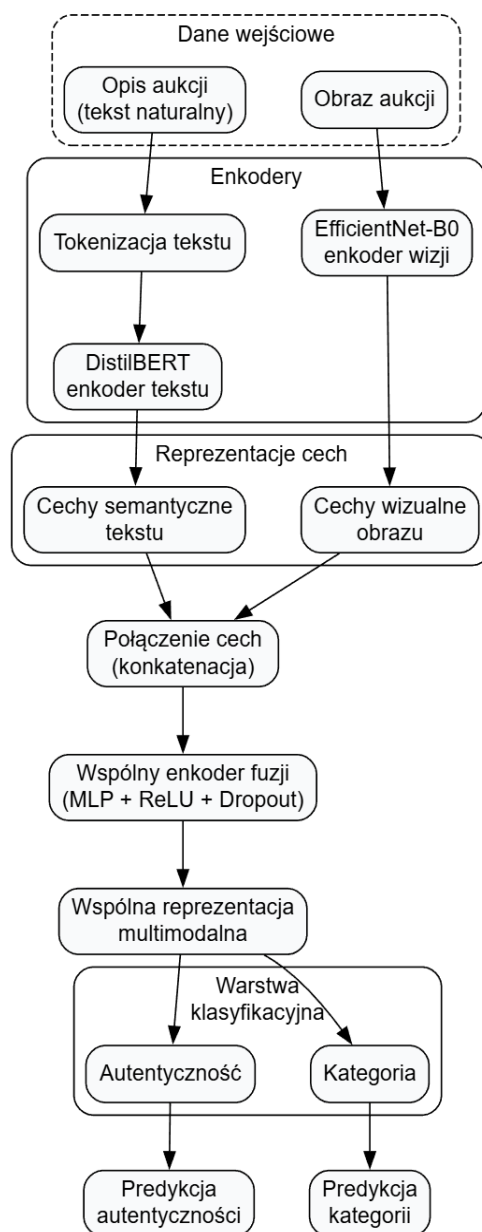 Dane wejściowe
Opis aukcji
(tekst naturalny)
Obraz aukcji
Enkodery
Tokenizacja tekstu
EfficientNet-B0
enkoder wizji
DistilBERT
enkoder tekstu
Reprezentacje cech
Cechy semantyczne
tekstu
Cechy wizualne
obrazu
Połączenie cech
(konkatenacja)
Wspólny enkoder fuzji
(MLP + ReLU + Dropout)
Wspólna reprezentacja
multimodalna
Warstwa
klasyfikacyjna
Autentyczność
Kategoria
Predykcja
autentyczności
Predykcja
kategorii